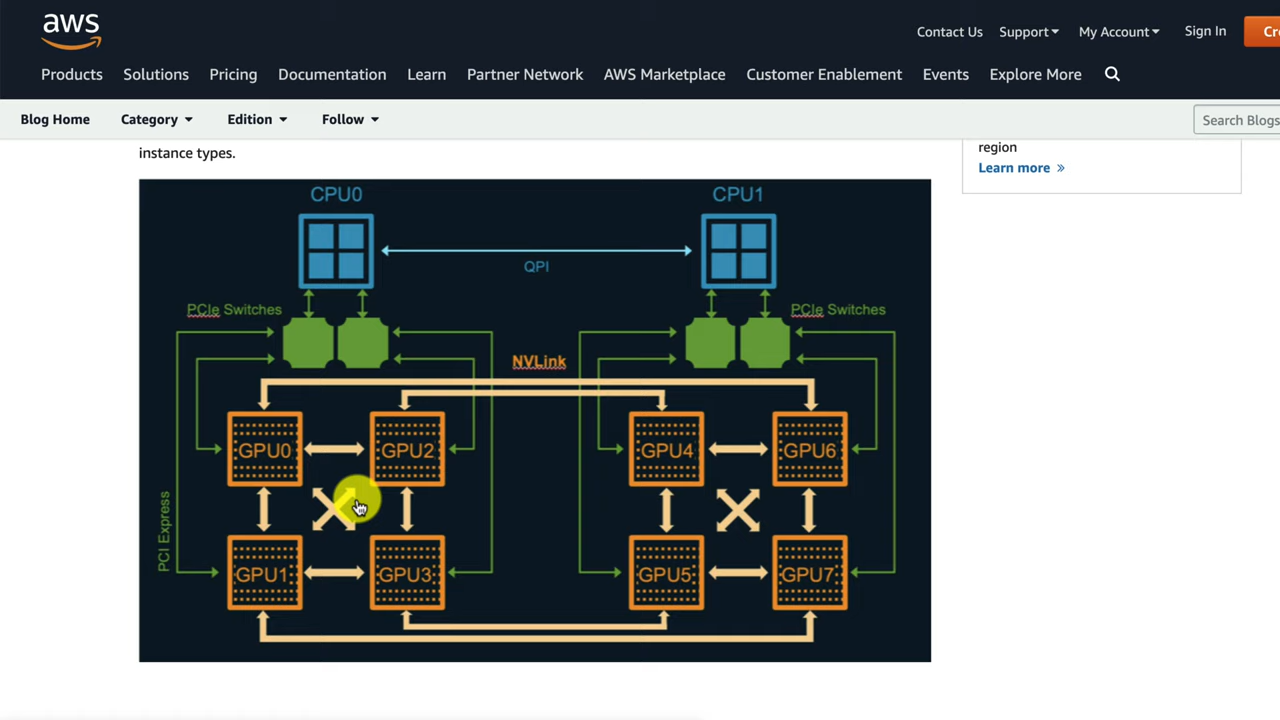 aws
Contact Us Support My Account Sign In Cre
Products Solutions Pricing Documentation Learn Partner Network AWS Marketplace Customer Enablement Events Explore More
Blog Home Category Edition Follow Search Blogs
instance types.
region
Learn more »
CPU0 CPU1
QPI
PCIe Switches PCIe Switches
NVLink
GPU0 GPU2 GPU4 GPU6
PCI Express
GPU1 GPU3 GPU5 GPU7